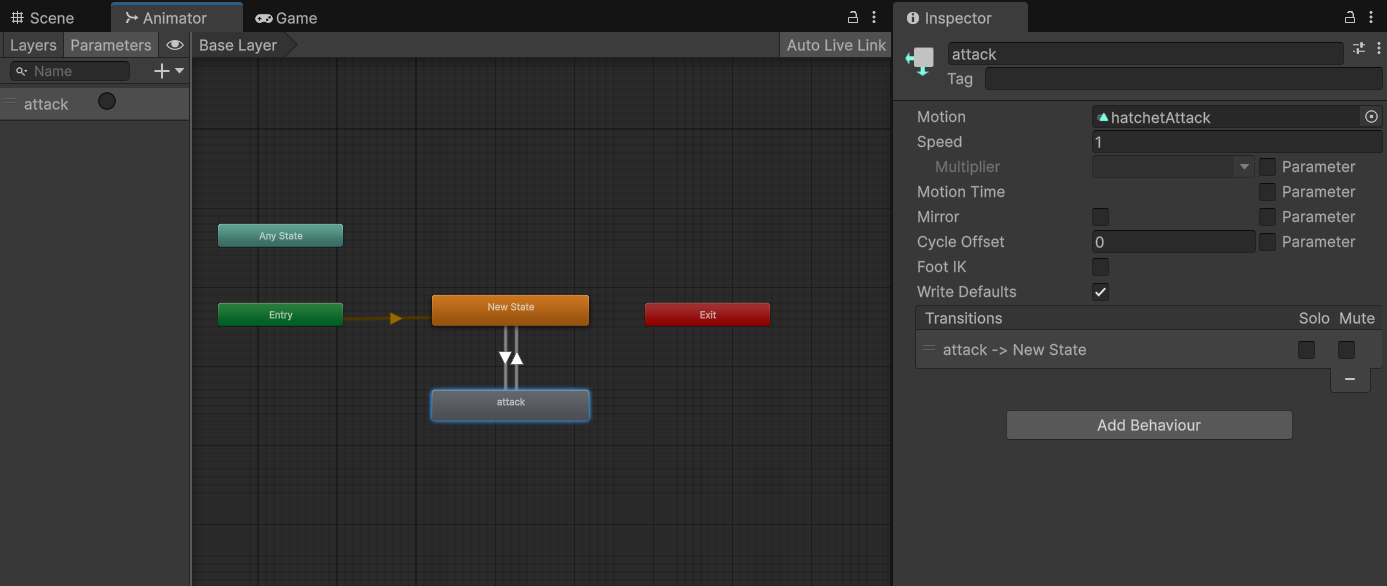 Scene Animator Game
Layers Parameters Base Layer Auto Live Link
Name
attack
Any State
Entry
New State
Exit
attack
Inspector
attack
Tag
Motion hatchetAttack
Speed 1
Multiplier Parameter
Motion Time Parameter
Mirror Parameter
Cycle Offset 0 Parameter
Foot IK
Write Defaults
Transitions Solo Mute
attack -> New State
Add Behaviour